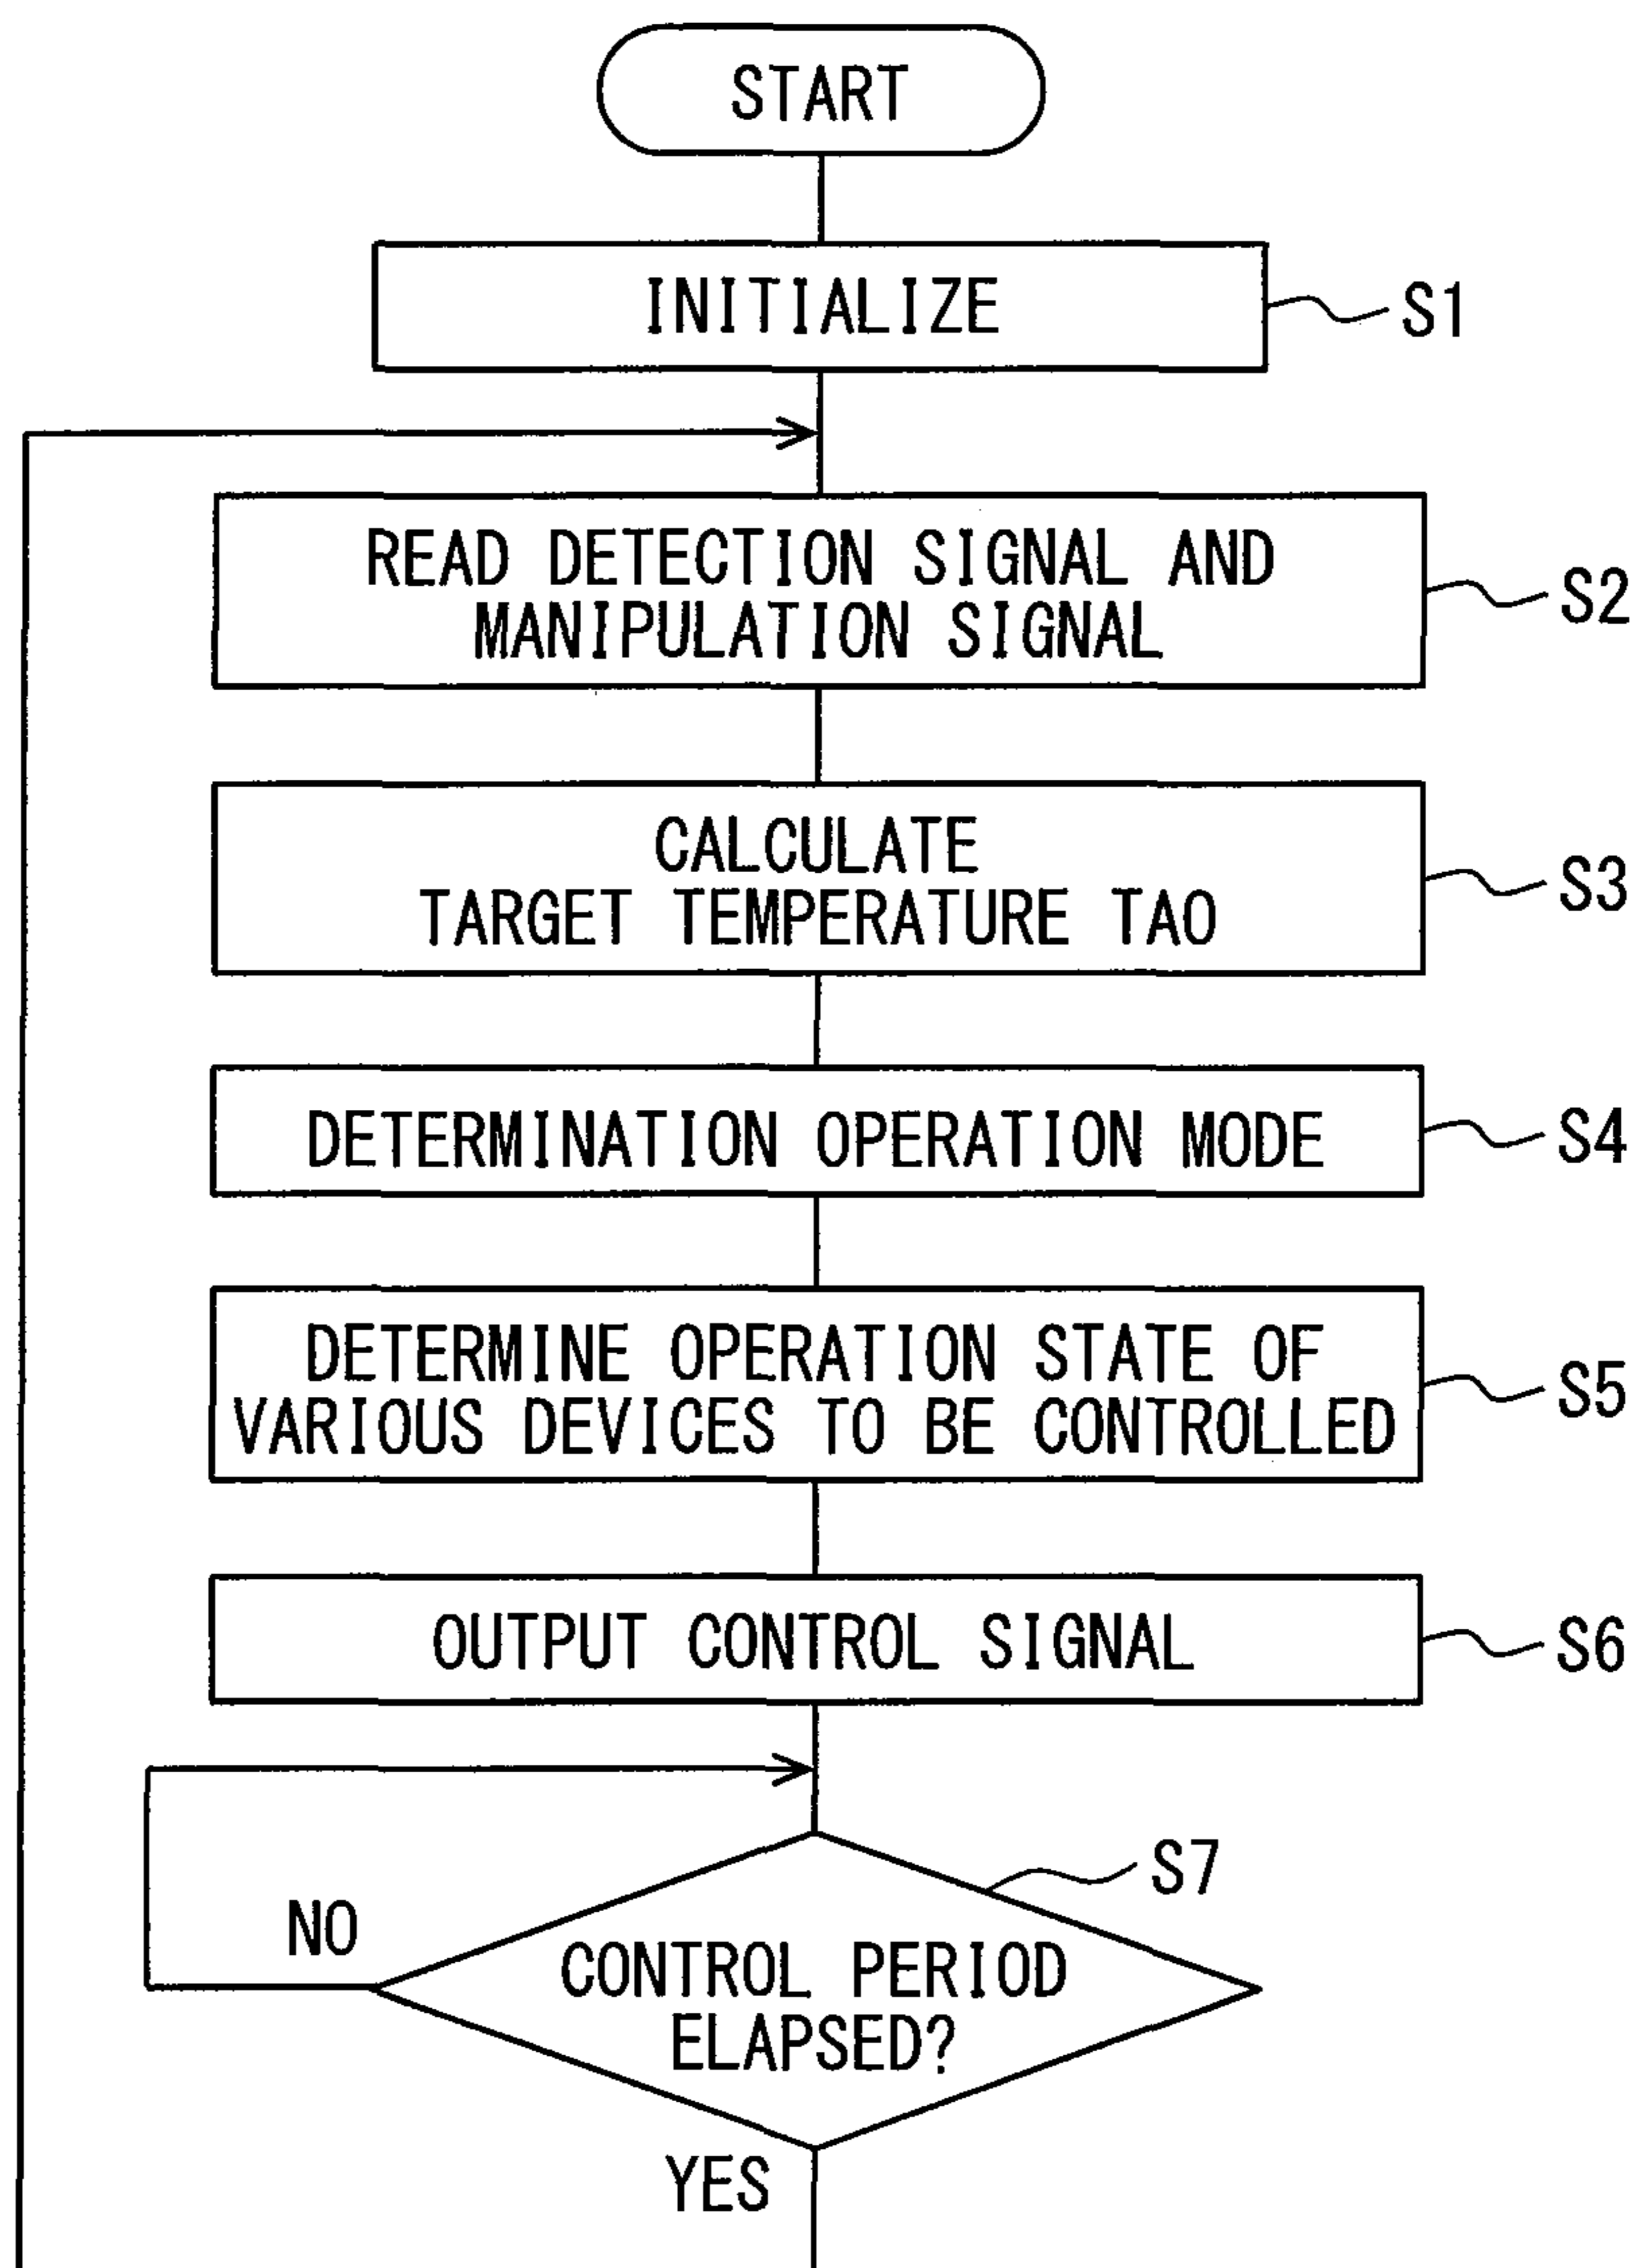 START
INITIALIZE
S1
READ DETECTION SIGNAL AND
MANIPULATION SIGNAL
S2
CALCULATE
TARGET TEMPERATURE TAO
S3
DETERMINATION OPERATION MODE
S4
DETERMINE OPERATION STATE OF
VARIOUS DEVICES TO BE CONTROLLED
S5
OUTPUT CONTROL SIGNAL
S6
S7
NO
CONTROL PERIOD
ELAPSED?
YES